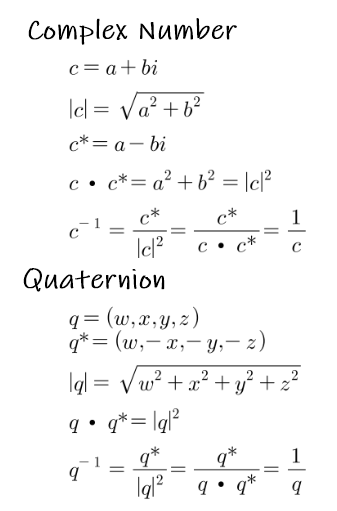 Complex Number
c = a + bi
|c| = √(a² + b²)
c* = a − bi
c • c* = a² + b² = |c|²
c⁻¹ = c*/|c|² = c*/(c • c*) = 1/c
Quaternion
q = (w, x, y, z)
q* = (w, − x, − y, − z)
|q| = √(w² + x² + y² + z²)
q • q* = |q|²
q⁻¹ = q*/|q|² = q*/(q • q*) = 1/q